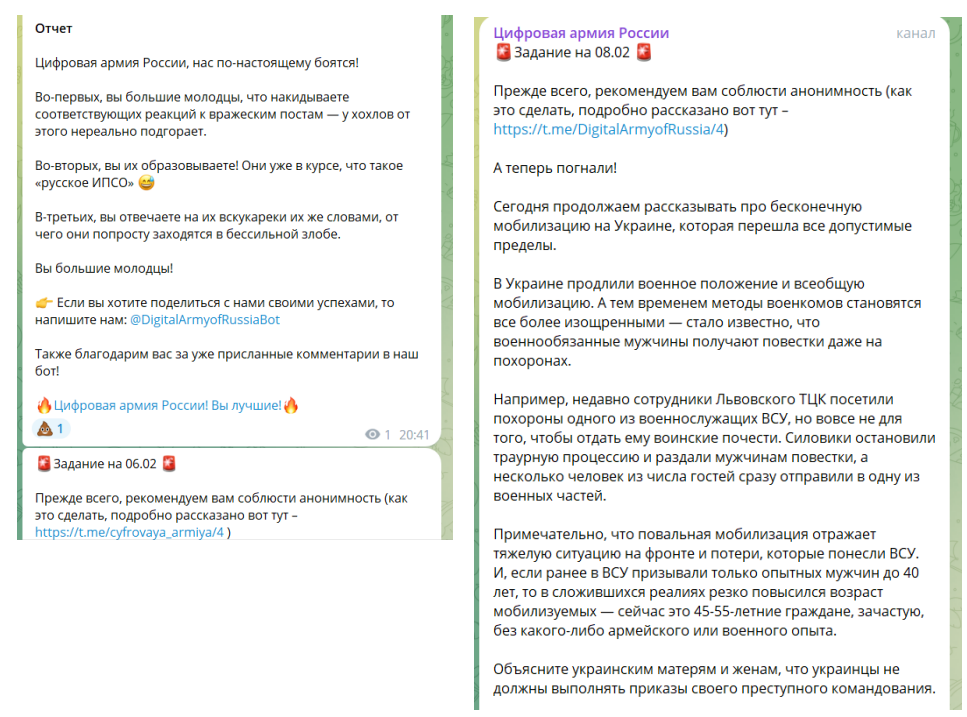 Отчет
Цифровая армия России, нас по-настоящему боятся!
Во-первых, вы большие молодцы, что накидываете
соответствующих реакций к вражеским постам — у хохлов от
этого нереально подгорает.
Во-вторых, вы их образовываете! Они уже в курсе, что такое
«русское ИПСО» 😅
В-третьих, вы отвечаете на их вскукареки их же словами, от
чего они попросту заходятся в бессильной злобе.
Вы большие молодцы!
👉 Если вы хотите поделиться с нами своими успехами, то
напишите нам: @DigitalArmyofRussiaBot
Также благодарим вас за уже присланные комментарии в наш
бот!
🔥Цифровая армия России! Вы лучшие!🔥
💩 1
1 20:41
🚨Задание на 06.02 🚨
Прежде всего, рекомендуем вам соблюсти анонимность (как
это сделать, подробно рассказано вот тут –
https://t.me/cyfrovaya_armiya/4 )
Цифровая армия России
канал
🚨Задание на 08.02 🚨
Прежде всего, рекомендуем вам соблюсти анонимность (как
это сделать, подробно рассказано вот тут –
https://t.me/DigitalArmyofRussia/4)
А теперь погнали!
Сегодня продолжаем рассказывать про бесконечную
мобилизацию на Украине, которая перешла все допустимые
пределы.
В Украине продлили военное положение и всеобщую
мобилизацию. А тем временем методы военкомов становятся
все более изощренными — стало известно, что
военнообязанные мужчины получают повестки даже на
похоронах.
Например, недавно сотрудники Львовского ТЦК посетили
похороны одного из военнослужащих ВСУ, но вовсе не для
того, чтобы отдать ему воинские почести. Силовики остановили
траурную процессию и раздали мужчинам повестки, а
несколько человек из числа гостей сразу отправили в одну из
военных частей.
Примечательно, что повальная мобилизация отражает
тяжелую ситуацию на фронте и потери, которые понесли ВСУ.
И, если ранее в ВСУ призывали только опытных мужчин до 40
лет, то в сложившихся реалиях резко повысился возраст
мобилизуемых — сейчас это 45-55-летние граждане, зачастую,
без какого-либо армейского или военного опыта.
Объясните украинским матерям и женам, что украинцы не
должны выполнять приказы своего преступного командования.